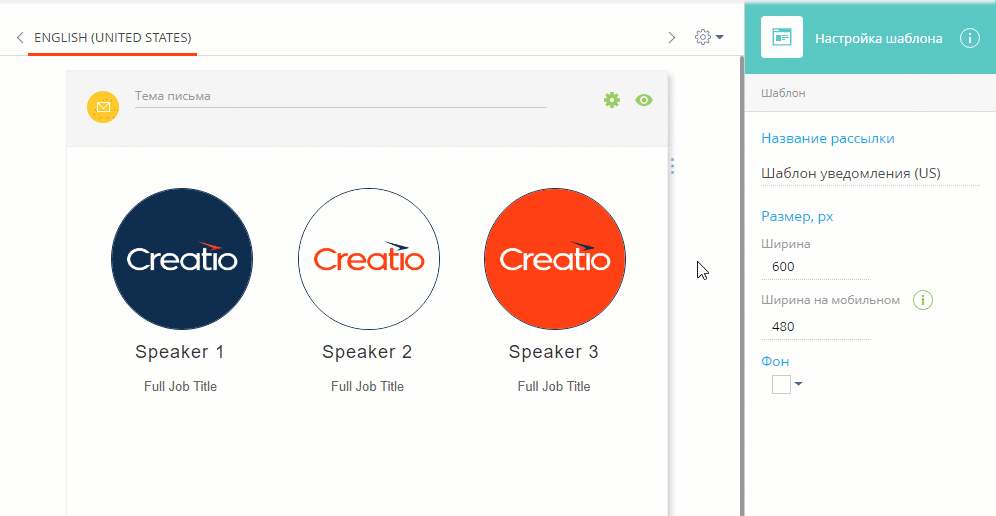 ENGLISH (UNITED STATES)
Тема письма
Creatio Creatio Creatio
Speaker 1 Speaker 2 Speaker 3
Full Job Title Full Job Title Full Job Title
Настройка шаблона i
Шаблон
Название рассылки
Шаблон уведомления (US)
Размер, px
Ширина
600
Ширина на мобильном i
480
Фон